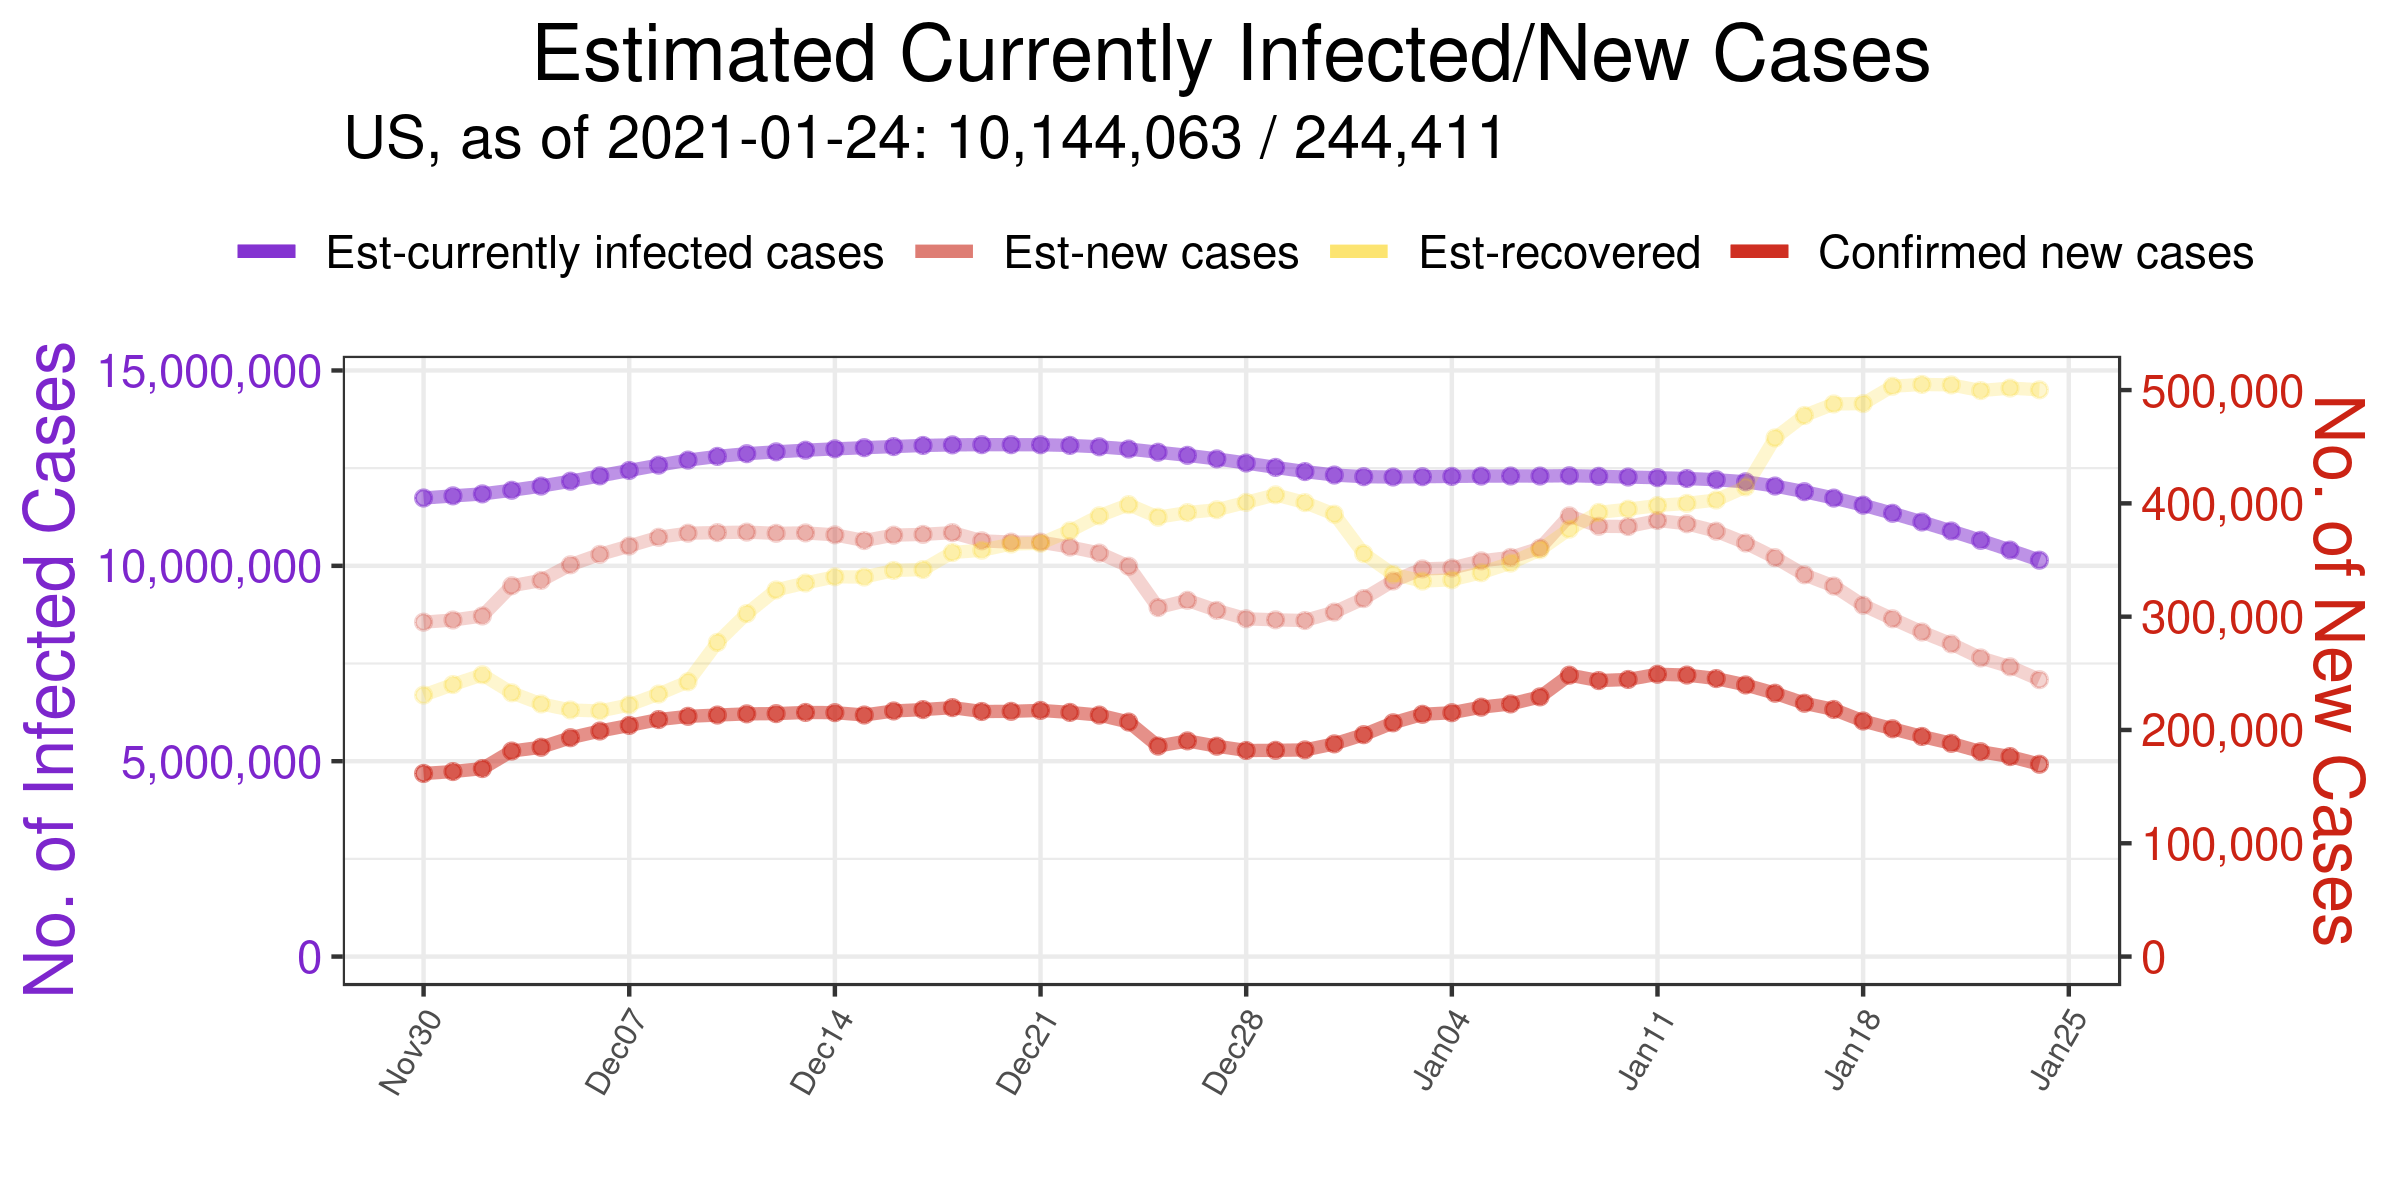 Estimated Currently Infected/New Cases
US, as of 2021-01-24: 10,144,063 / 244,411
Est-currently infected cases Est-new cases Est-recovered Confirmed new cases
No. of Infected Cases
15,000,000
10,000,000
5,000,000
0
500,000
400,000
300,000
200,000
100,000
0
No. of New Cases
Nov30 Dec07 Dec14 Dec21 Dec28 Jan04 Jan11 Jan18 Jan25